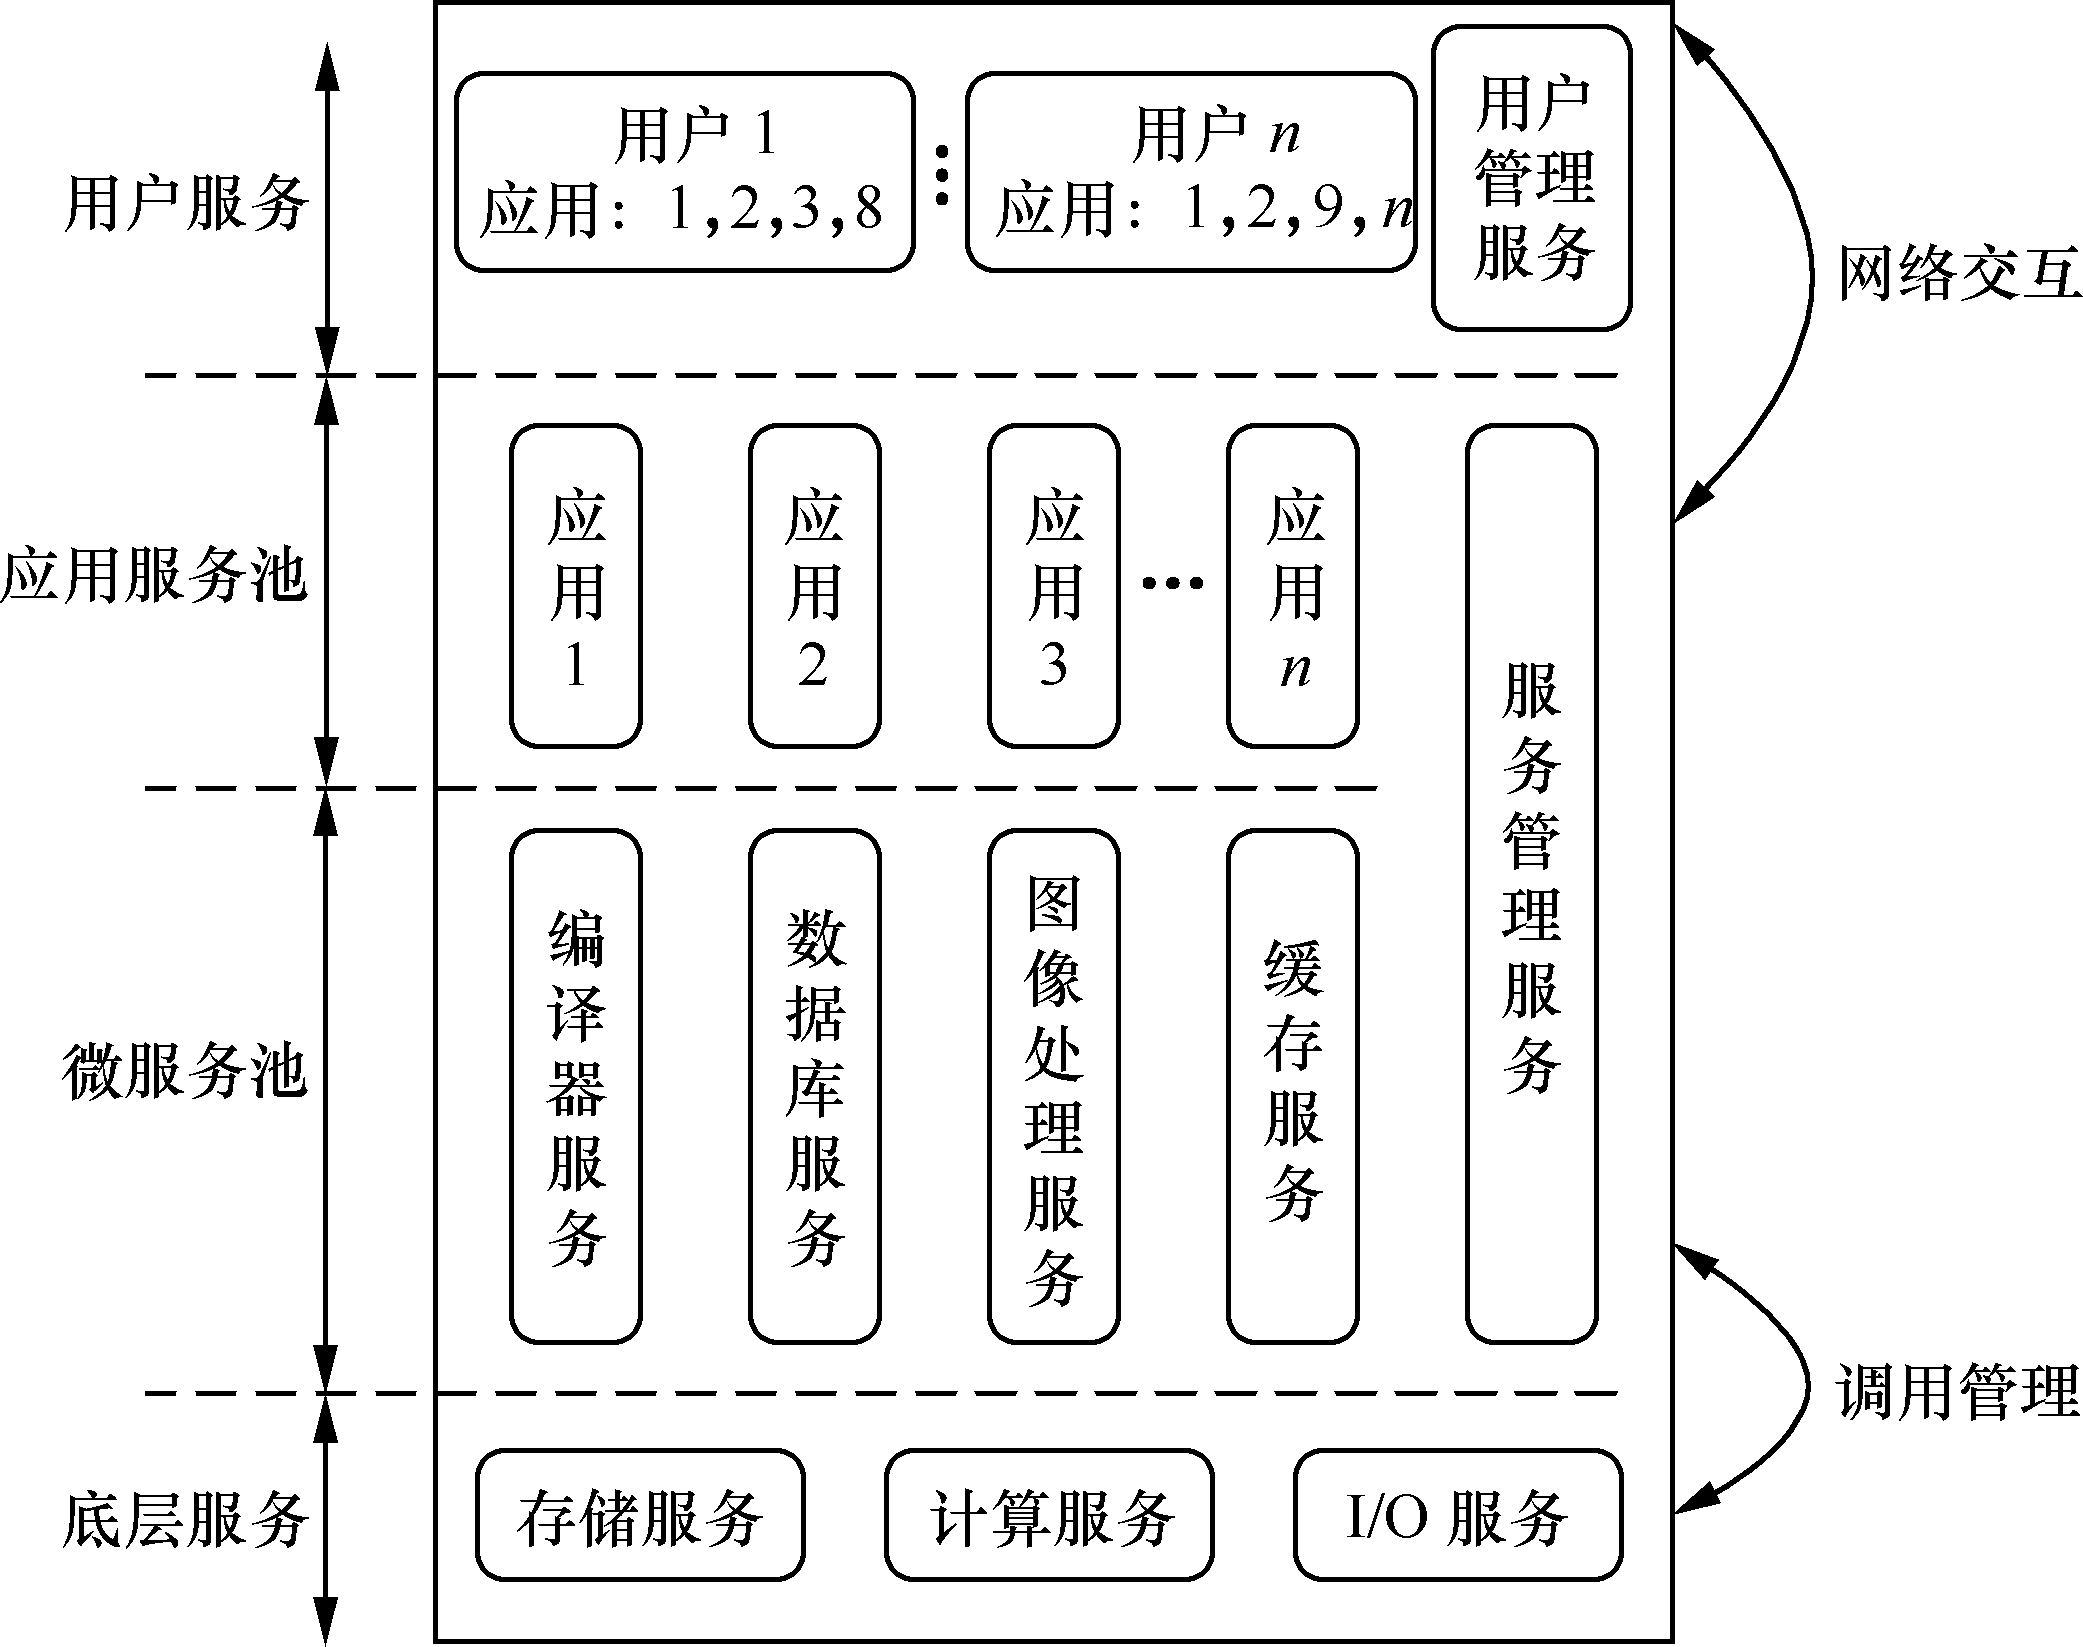 用户服务
用户 1
应用：1,2,3,8
用户 n
应用：1,2,9,n
用户管理服务
网络交互
应用服务池
应用1
应用2
应用3
应用n
服务管理服务
微服务池
编译器服务
数据库服务
图像处理服务
缓存服务
调用管理
底层服务
存储服务
计算服务
I/O 服务